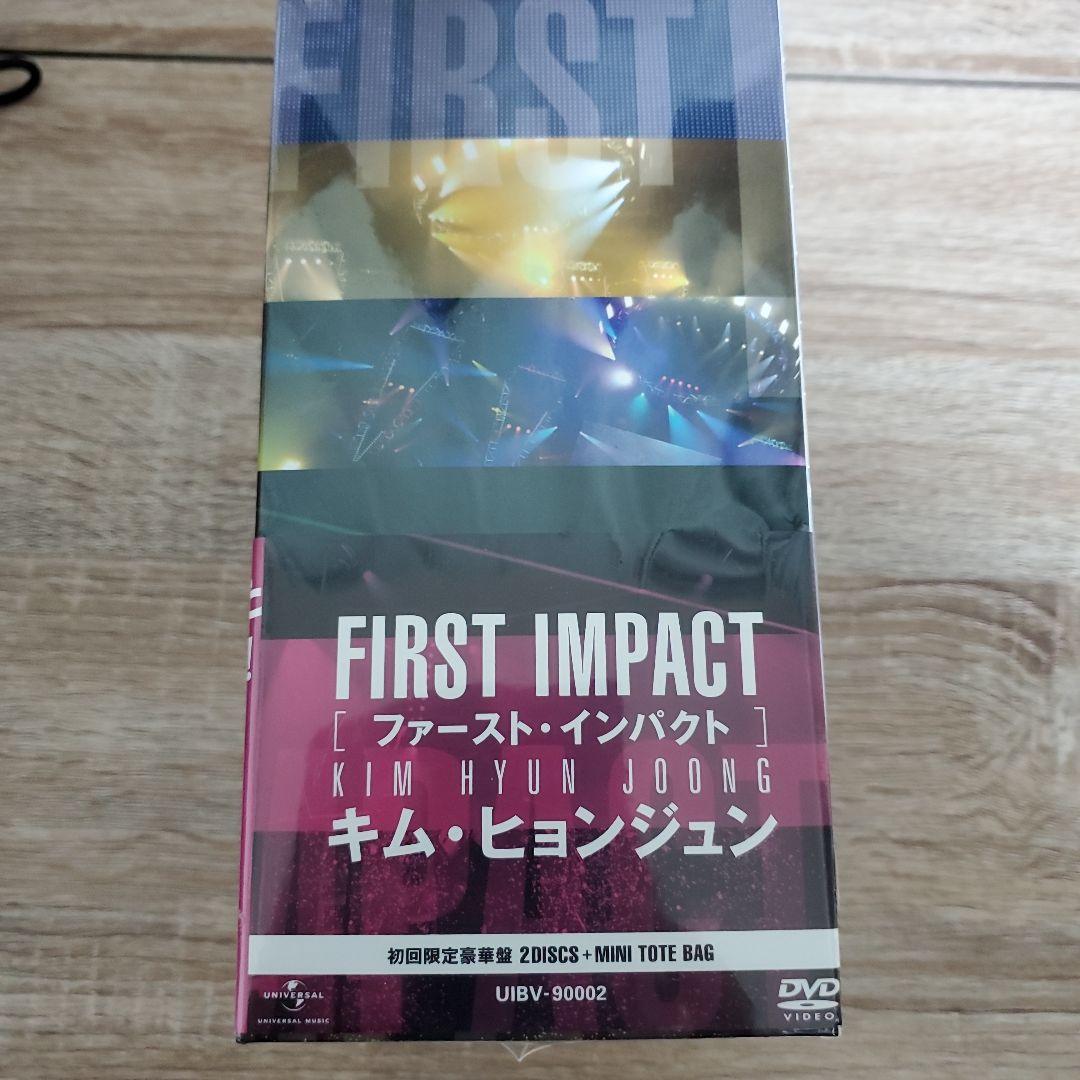 FIRST I
FIRST IMPACT
[ ファースト・インパクト ]
KIM HYUN JOONG
キム・ヒョンジュン
IMPACT
初回限定豪華盤 2DISCS + MINI TOTE BAG
UNIVERSAL
UNIVERSAL MUSIC
UIBV-90002
DVD
VIDEO